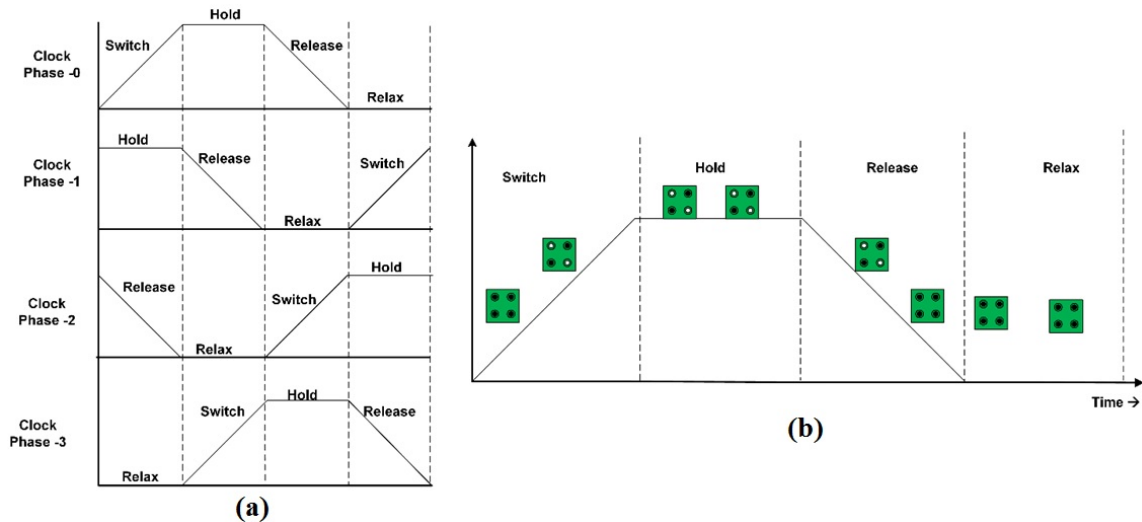 Hold
Switch
Release
Clock
Phase -0
Relax
Hold
Release
Switch
Clock
Phase -1
Relax
Hold
Release
Switch
Clock
Phase -2
Relax
Hold
Switch
Release
Clock
Phase -3
Relax
(a)
Switch
Hold
Release
Relax
Time →
(b)